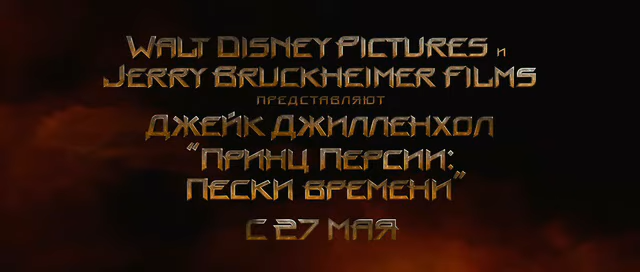 Walt Disney Pictures и
Jerry Bruckheimer Films
представляют
Джейк Джилленхол
“Принц Персии:
Пески времени”
С 27 мая